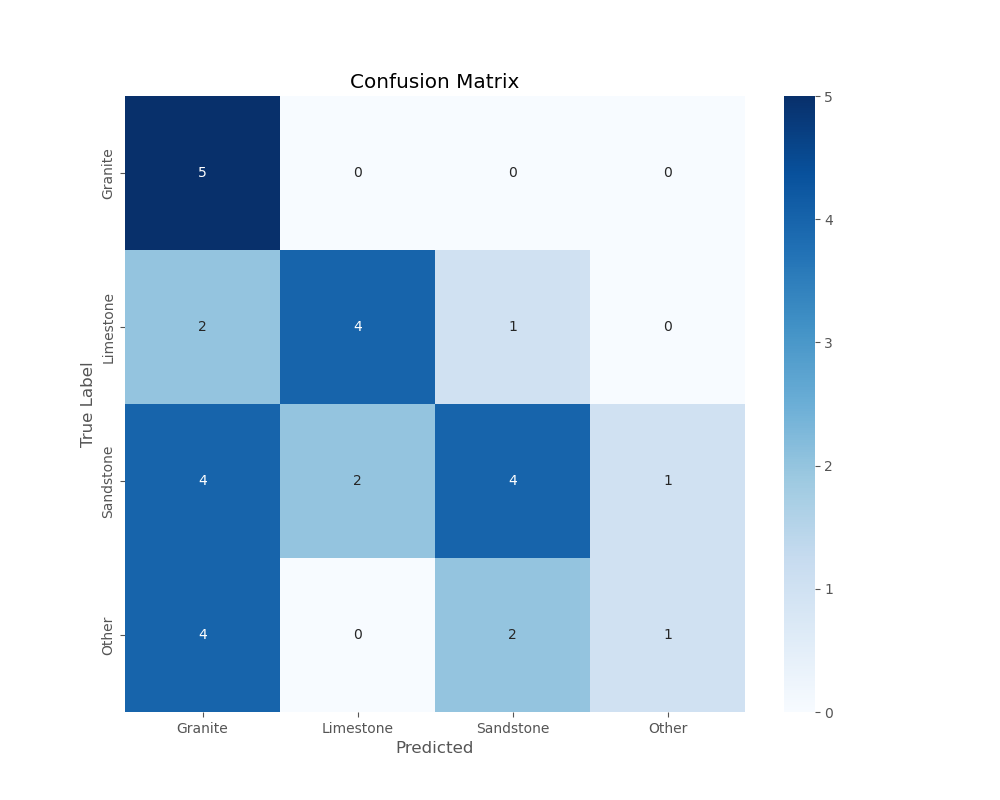 Confusion Matrix
True Label
Granite 5 0 0 0
Limestone 2 4 1 0
Sandstone 4 2 4 1
Other 4 0 2 1
Granite Limestone Sandstone Other
Predicted
5
4
3
2
1
0